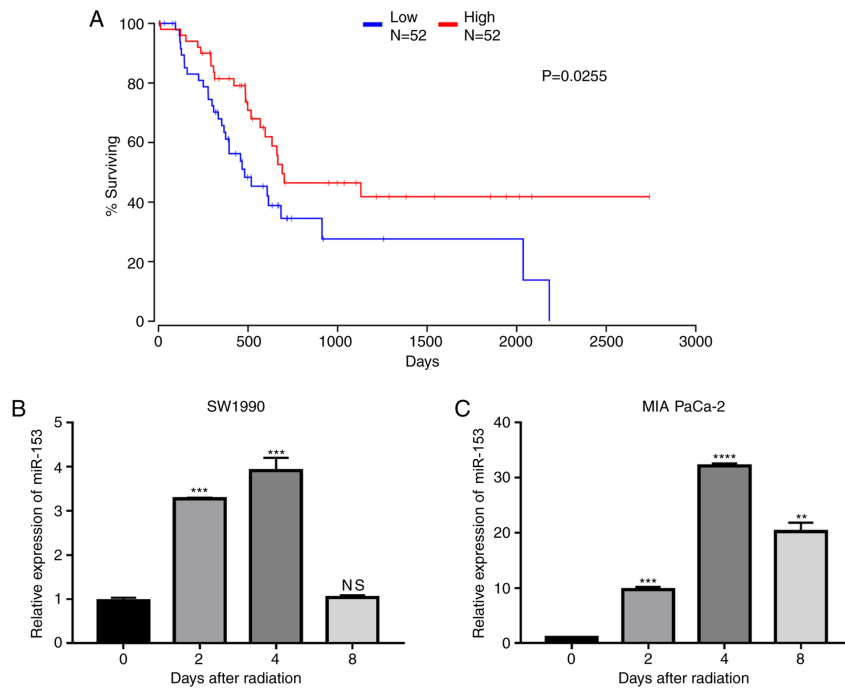 A
Low
N=52
High
N=52
P=0.0255
% Surviving
100
80
60
40
20
0
0 500 1000 1500 2000 2500 3000
Days
B
SW1990
Relative expression of miR-153
5
4
3
2
1
0
***
***
NS
0 2 4 8
Days after radiation
C
MIA PaCa-2
Relative expression of miR-153
40
30
20
10
0
***
****
**
0 2 4 8
Days after radiation